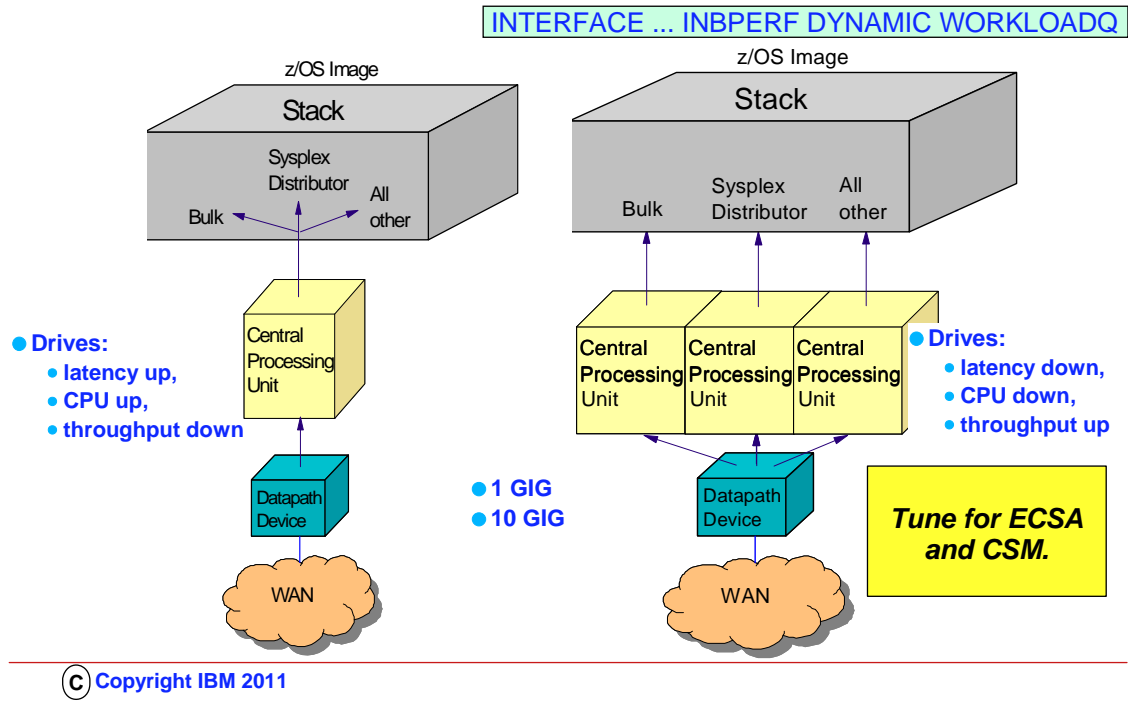 INTERFACE ... INBPERF DYNAMIC WORKLOADQ
z/OS Image
Stack
Sysplex
Distributor
Bulk
All
other
Central
Processing
Unit
Drives:
latency up,
CPU up,
throughput down
Datapath
Device
WAN
1 GIG
10 GIG
z/OS Image
Stack
Bulk
Sysplex
Distributor
All
other
Central
Processing
Unit
Central
Processing
Unit
Central
Processing
Unit
Drives:
latency down,
CPU down,
throughput up
Datapath
Device
WAN
Tune for ECSA
and CSM.
C Copyright IBM 2011